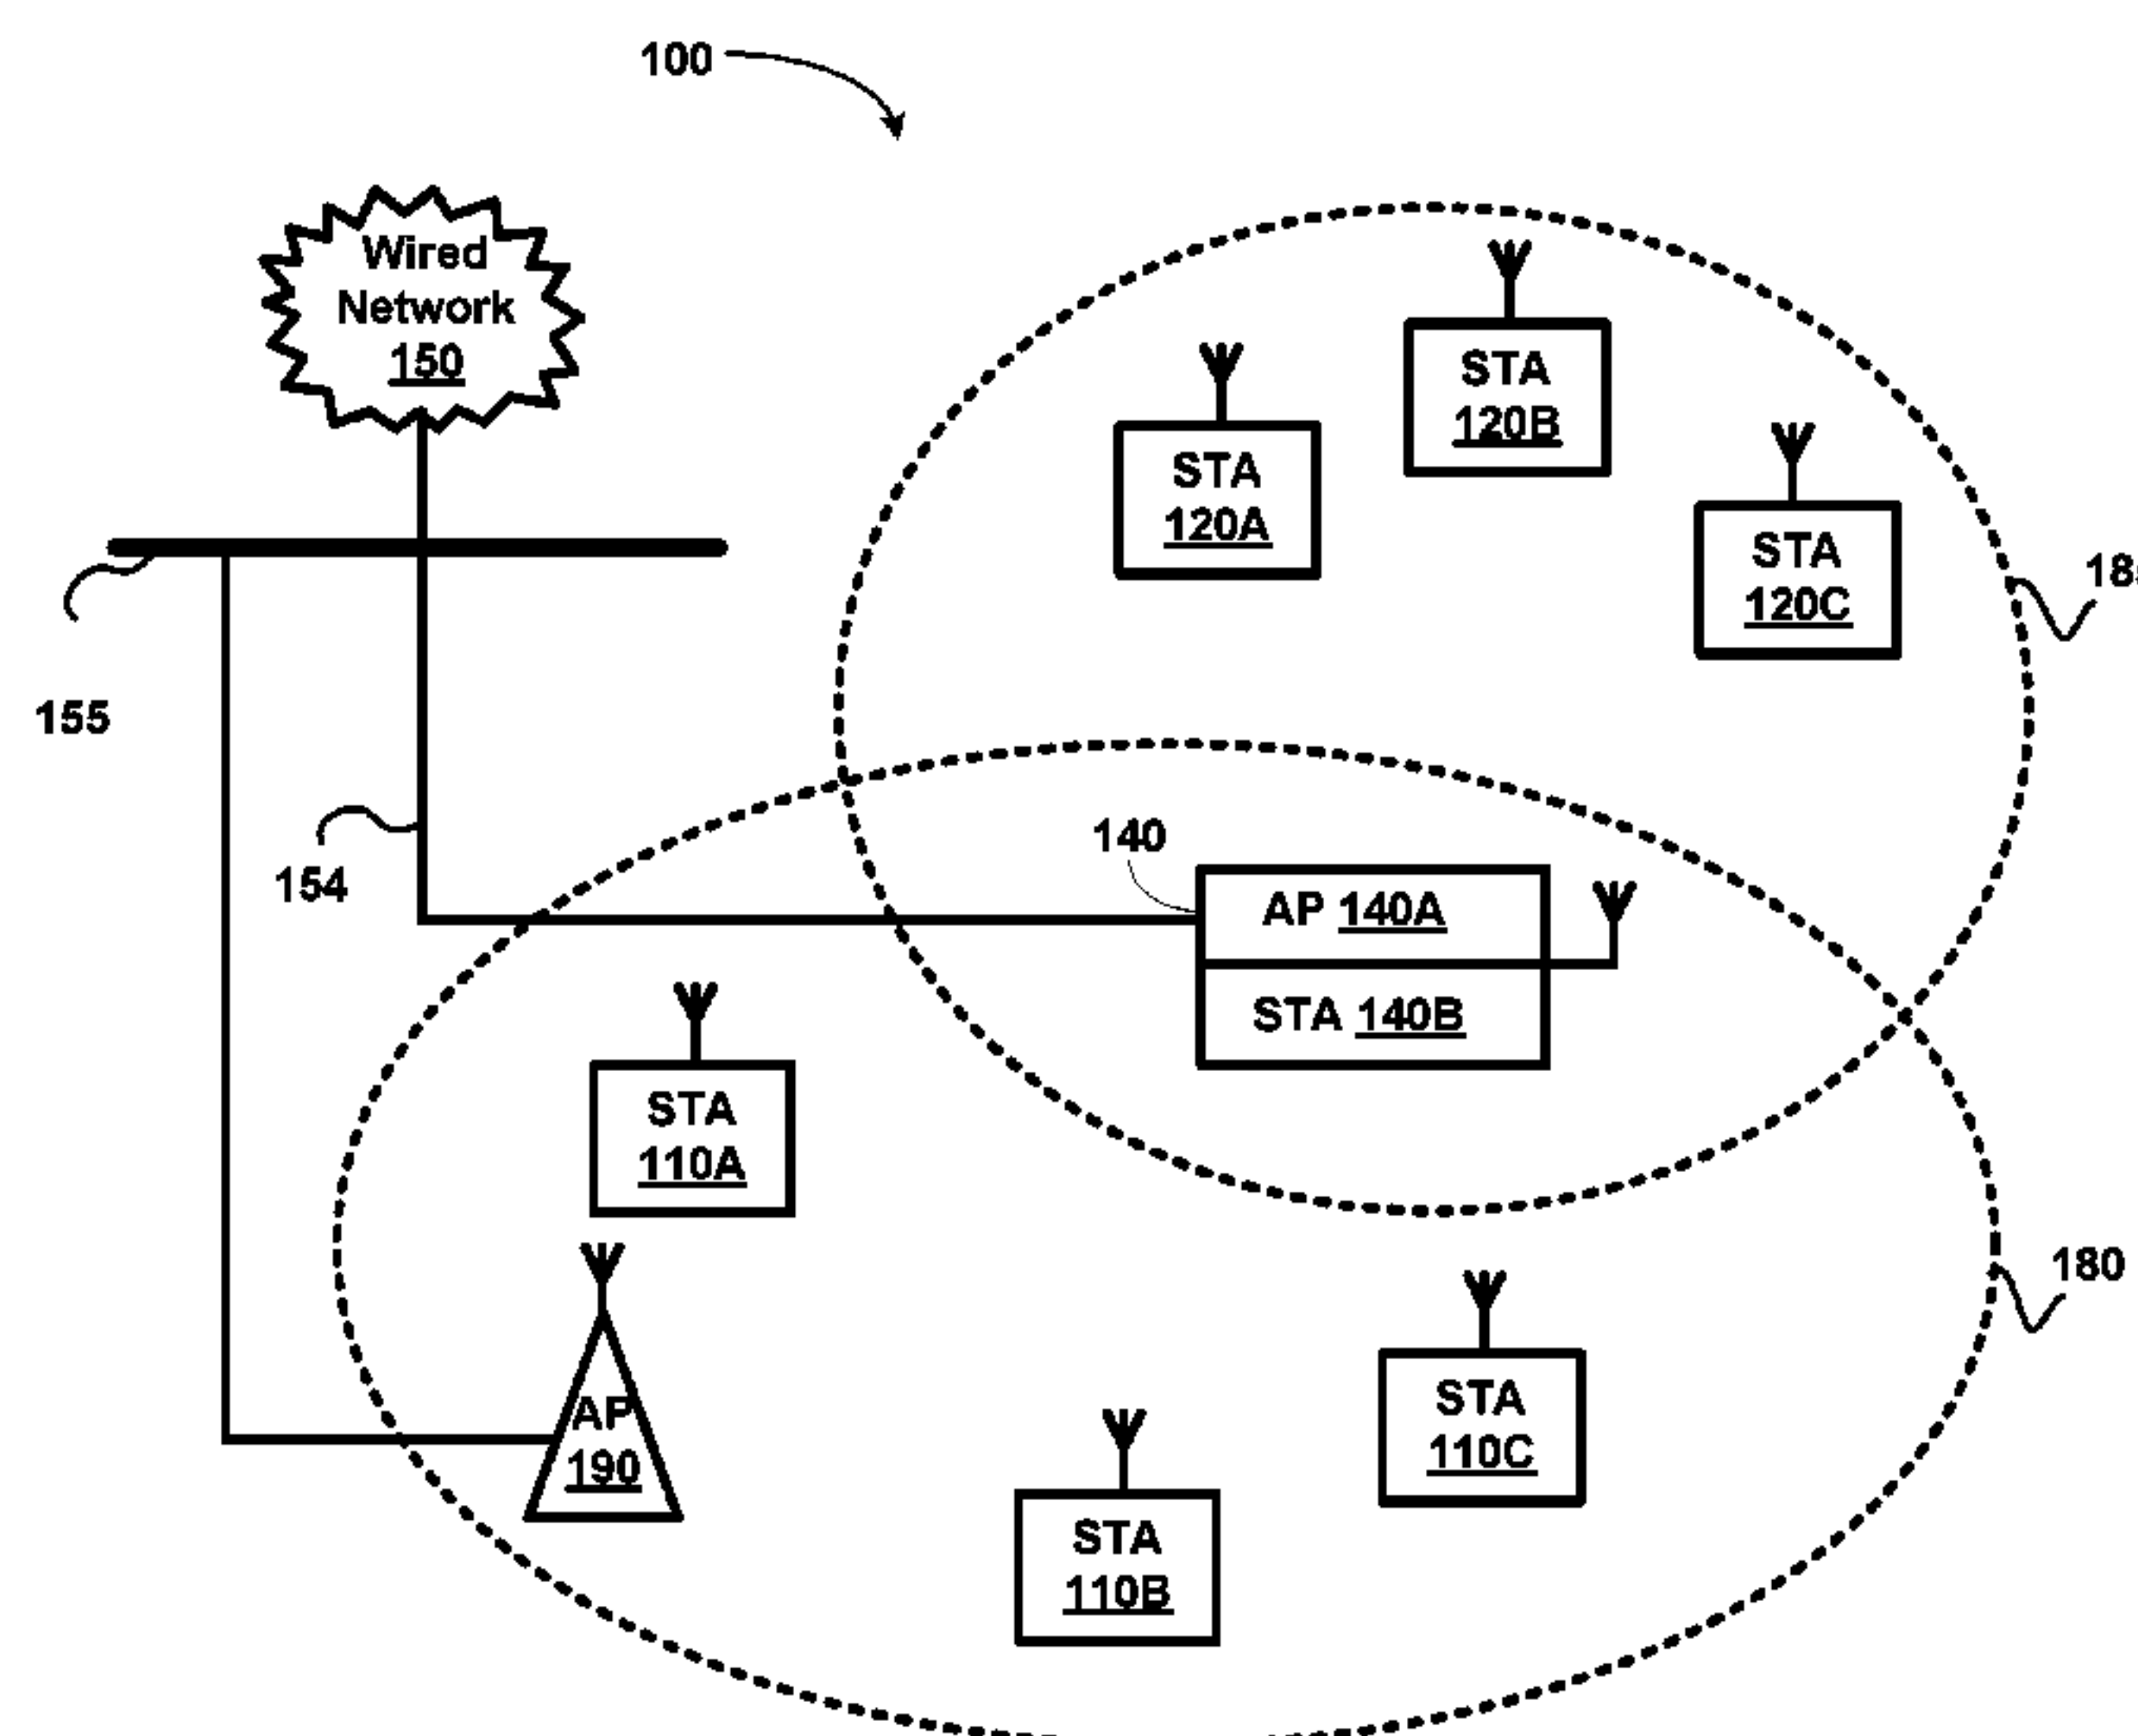 100
Wired
Network
150
STA
120B
STA
120A
STA
120C
155
140
154
AP 140A
STA 140B
STA
110A
180
AP
190
STA
110C
STA
110B